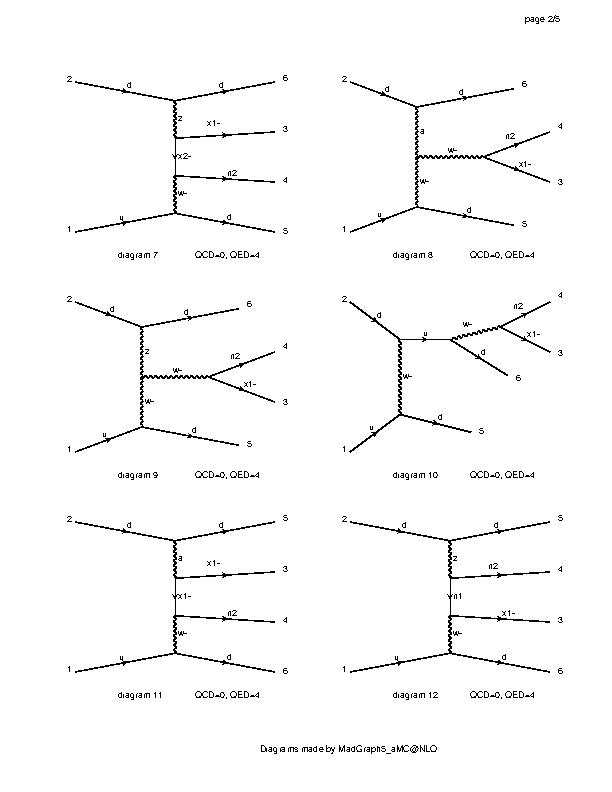 page 2/5
2 d d 6
z
x1- 3
x2-
n2 4
w-
1 u d 5
diagram 7 QCD=0, QED=4
2 d d 6
a
n2 4
w-
x1- 3
w-
1 u d 5
diagram 8 QCD=0, QED=4
2 d d 6
z
n2 4
w-
x1- 3
w-
1 u d 5
diagram 9 QCD=0, QED=4
2 d
n2 4
w-
u
x1- 3
d 6
w-
u d 5
1
diagram 10 QCD=0, QED=4
2 d d 5
a
x1- 3
x1-
n2 4
w-
1 u d 6
diagram 11 QCD=0, QED=4
2 d d 5
z
n2 4
n1
x1- 3
w-
1 u d 6
diagram 12 QCD=0, QED=4
Diagrams made by MadGraph5_aMC@NLO